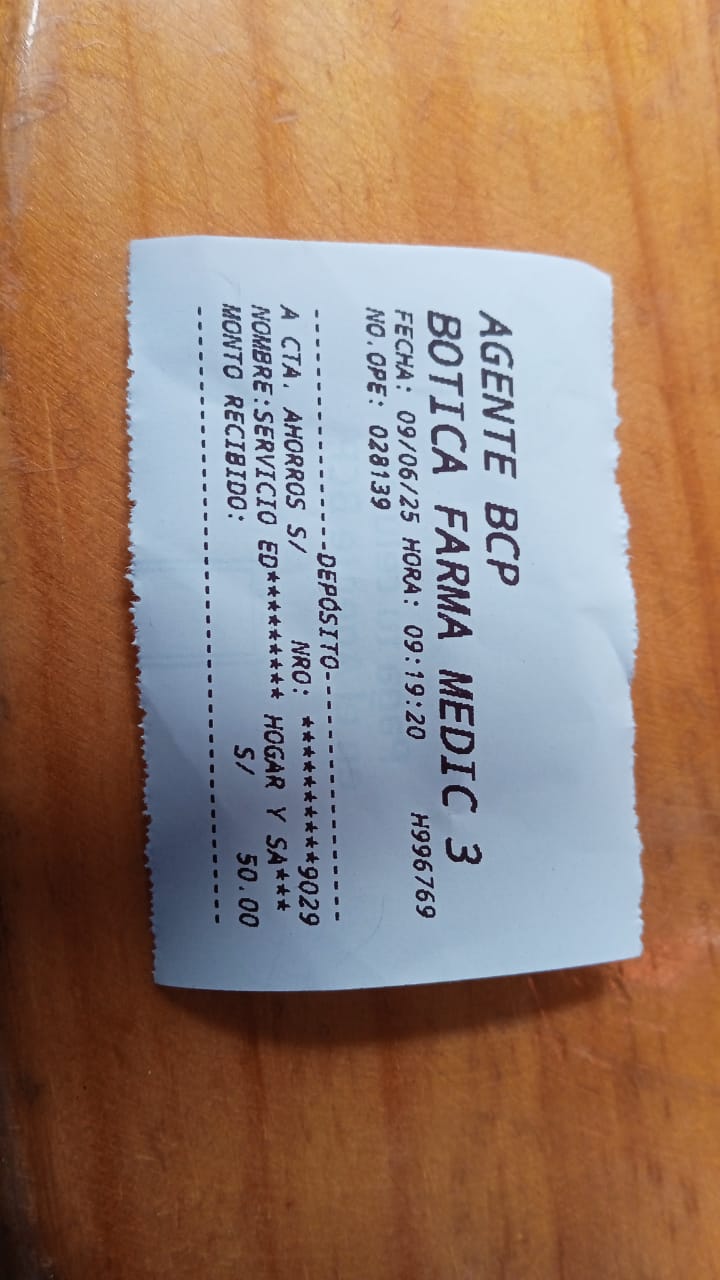 AGENTE BCP
BOTICA FARMA MEDIC 3
FECHA: 09/06/25 HORA: 09:19:20 H996769
NO.OPE: 028139
------------------DEPÓSITO------------------
A CTA. AHORROS S/ NRO: **********9029
NOMBRE:SERVICIO ED********** HOGAR Y SA***
MONTO RECIBIDO: S/ 50.00
--------------------------------------------